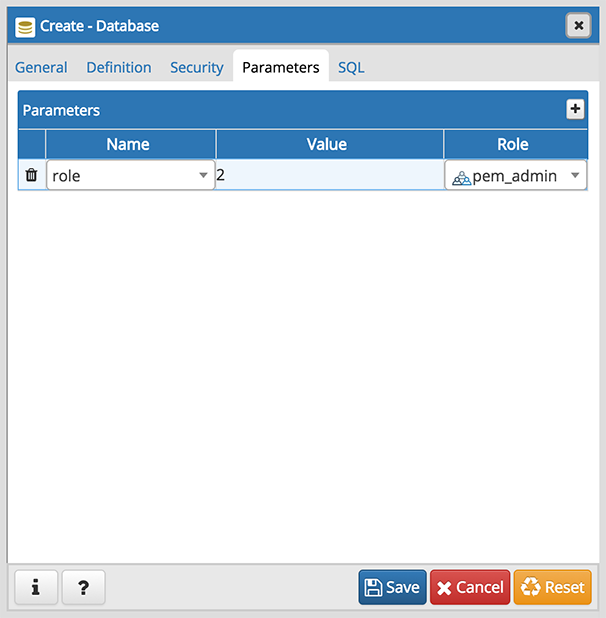 Create - Database
General Definition Security Parameters SQL
Parameters
Name Value Role
role 2 pem_admin
i ? Save Cancel Reset